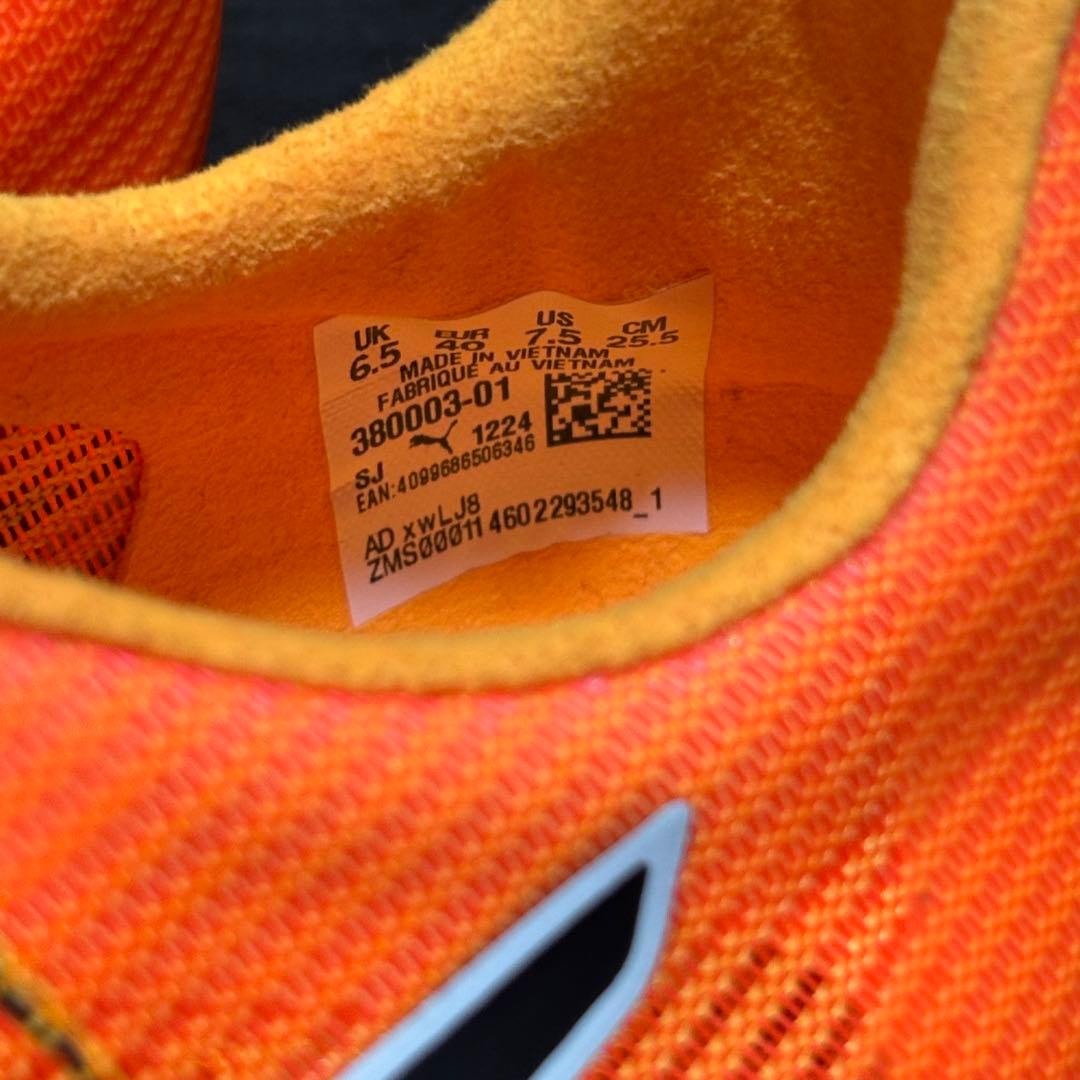 UK EUR US CM
6.5 40 7.5 25.5
MADE IN VIETNAM
FABRIQUÉ AU VIETNAM
380003-01
SJ 1224
EAN:4099686506346
AD xwLJ8
ZMS00011 4602293548_1